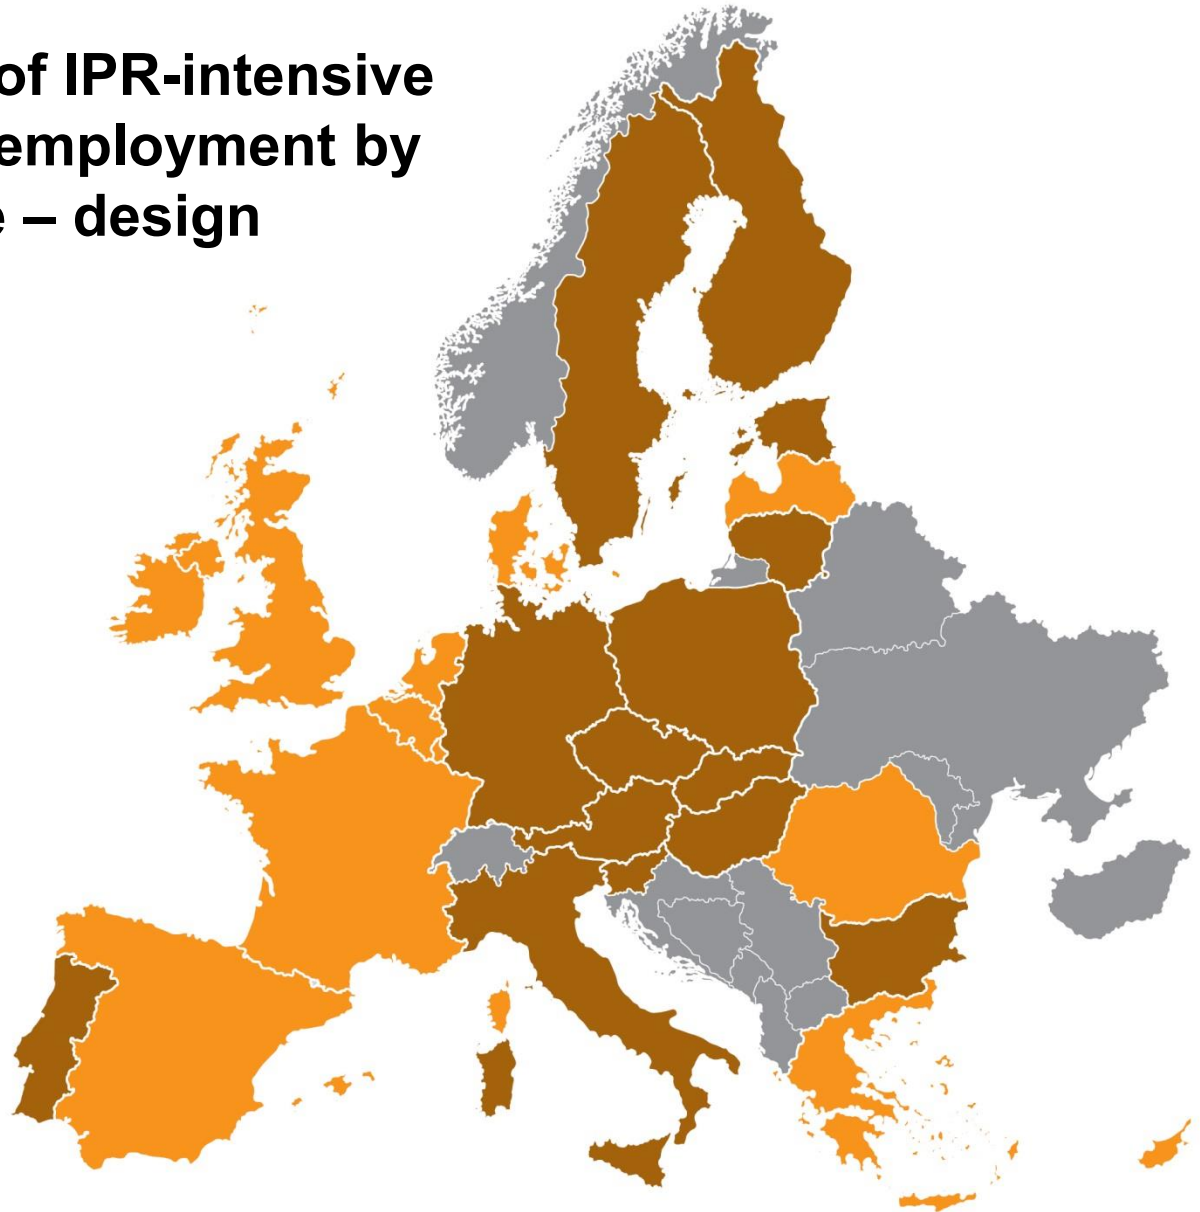 of IPR-intensive
employment by
– design